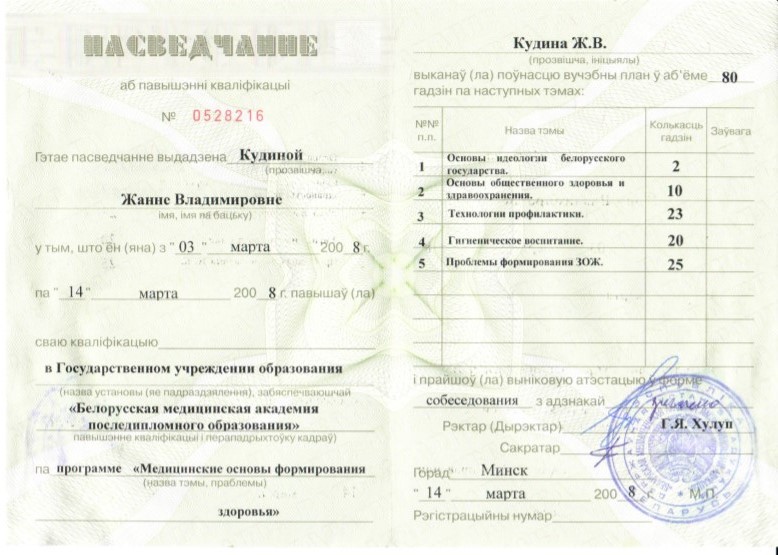 ПАСВЕДЧАННЕ
аб павышэнні кваліфікацыі
№ 0528216
Гэтае пасведчанне выдадзена Кудиной
(прозвішча,
Жанне Владимировне
імя, імя па бацьку)
у тым, што ён (яна) з "03" марта 2008 г.
па "14" марта 2008 г. павышаў (ла)
сваю кваліфікацыю
в Государственном учреждении образования
(назва установы (яе падраздзялення), забяспечваючай
«Белорусская медицинская академия
последипломного образования»
павышэнне кваліфікацыі і перападрыхтоўку кадраў)
па программе «Медицинские основы формирования
(назва тэмы, праблемы)
здоровья»
Кудина Ж.В.
(прозвішча, ініцыялы)
выканаў (ла) поўнасцю вучэбны план у аб'ёме 80
гадзін па наступных тэмах:
№№ п.п. Назва тэмы Колькасць гадзін Заўвага
1 Основы идеологии белорусского государства. 2
2 Основы общественного здоровья и здравоохранения. 10
3 Технологии профилактики. 23
4 Гигиеническое воспитание. 20
5 Проблемы формирования ЗОЖ. 25
і прайшоў (ла) выніковую атэстацыю ў форме
собеседования з адзнакай
Рэктар (Дырэктар) Г.Я. Хулуп
Сакратар
Горад Минск
"14" марта 2008 г. М.П.
Рэгістрацыйны нумар